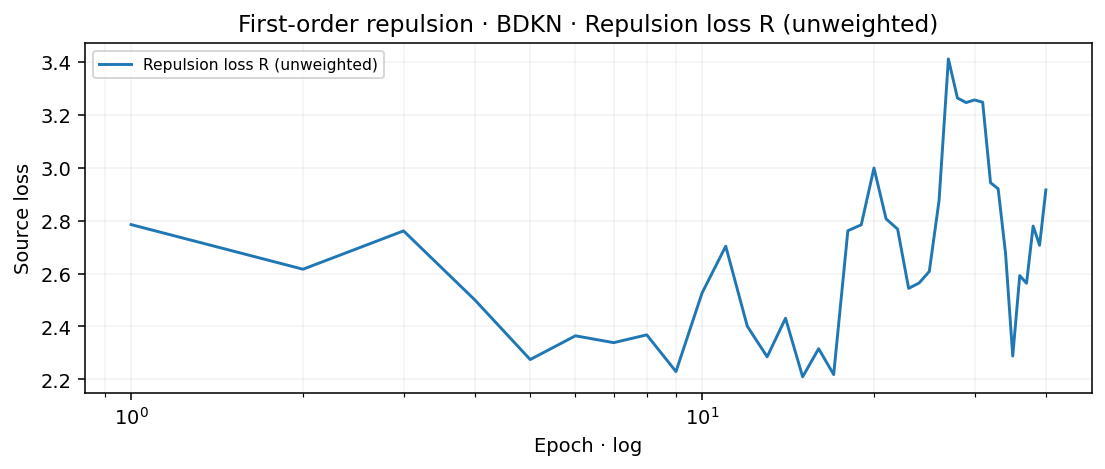 First-order repulsion · BDKN · Repulsion loss R (unweighted)
Repulsion loss R (unweighted)
Source loss
3.4
3.2
3.0
2.8
2.6
2.4
2.2
10⁰
10¹
Epoch · log